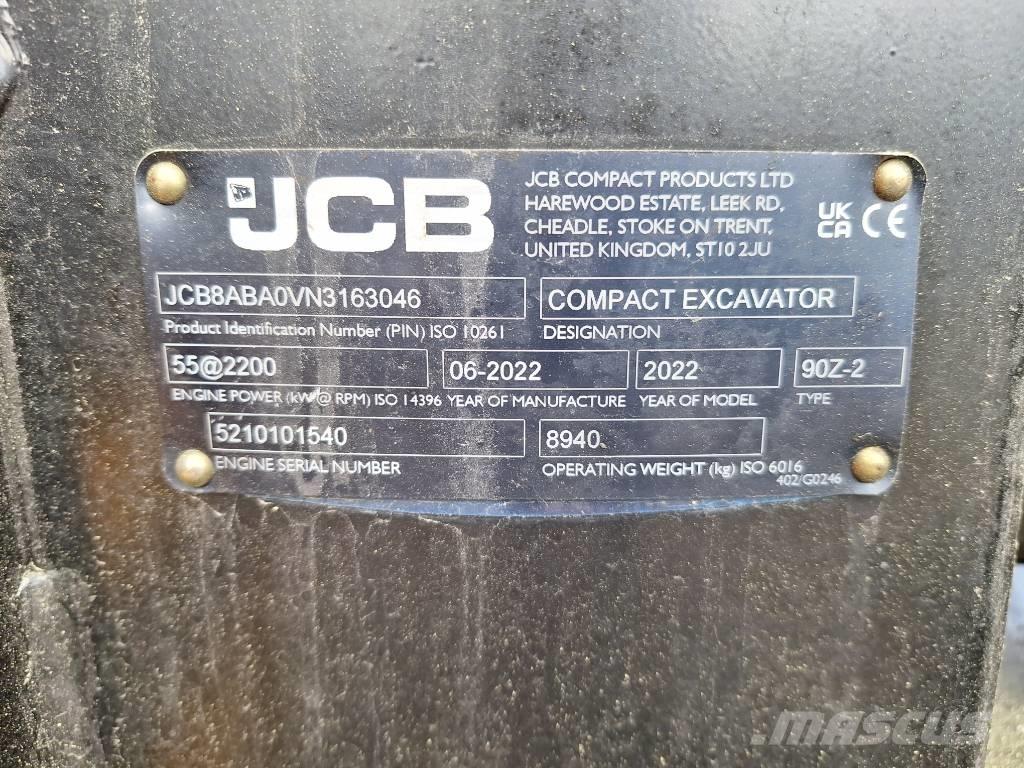 JCB
JCB COMPACT PRODUCTS LTD
HAREWOOD ESTATE, LEEK RD,
CHEADLE, STOKE ON TRENT,
UNITED KINGDOM, ST10 2JU
UK
CA CE
JCB8ABA0VN3163046 COMPACT EXCAVATOR
Product Identification Number (PIN) ISO 10261 DESIGNATION
55@2200 06-2022 2022 90Z-2
ENGINE POWER (kW@ RPM) ISO 14396 YEAR OF MANUFACTURE YEAR OF MODEL TYPE
5210101540 8940
ENGINE SERIAL NUMBER OPERATING WEIGHT (kg) ISO 6016
402/G0246
MASCUS